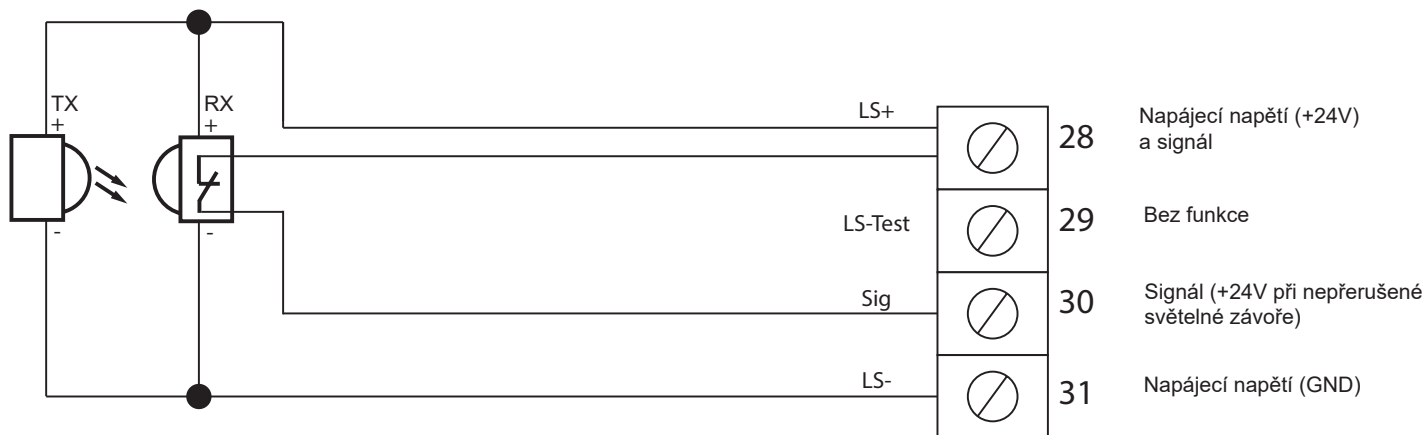 TX
+
-
RX
+
-
LS+
28
Napájecí napětí (+24V)
a signál
LS-Test
29
Bez funkce
Sig
30
Signál (+24V při nepřerušené
světelné závoře)
LS-
31
Napájecí napětí (GND)